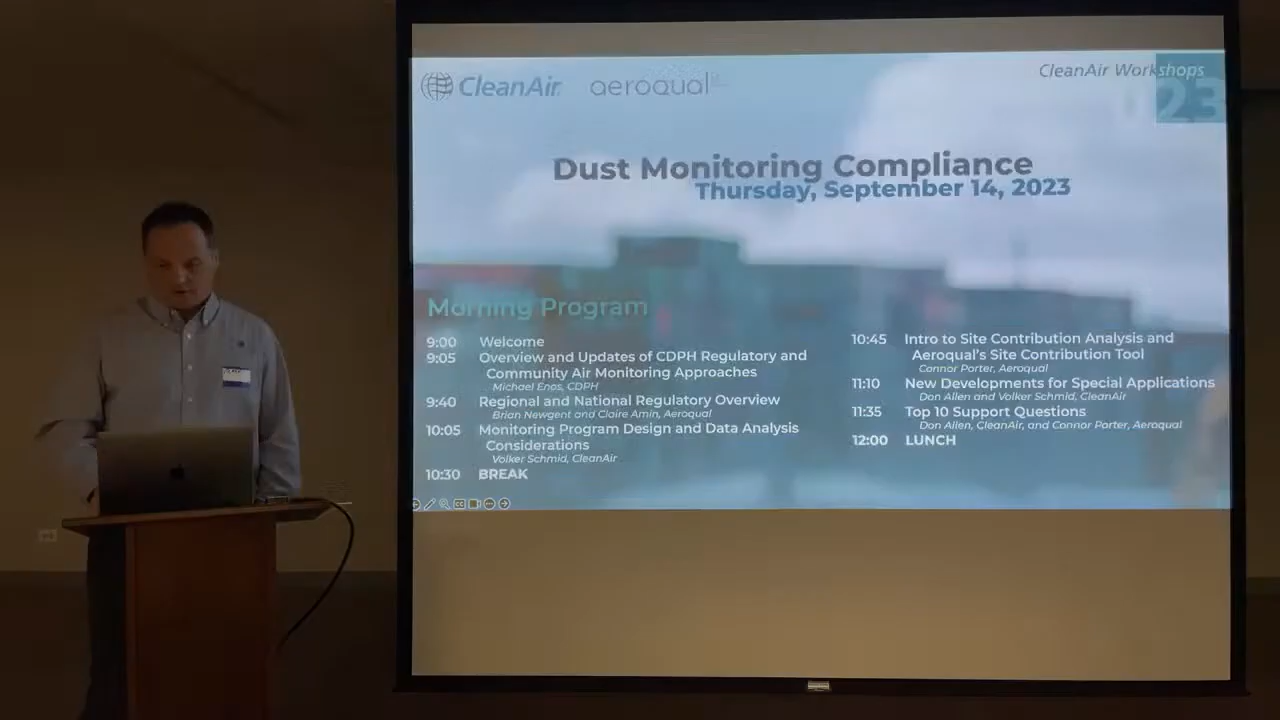 CleanAir aeroqual
CleanAir Workshops
23
Dust Monitoring Compliance
Thursday, September 14, 2023
Morning Program
9:00 Welcome
9:05 Overview and Updates of CDPH Regulatory and
Community Air Monitoring Approaches
Michael Enos, CDPH
9:40 Regional and National Regulatory Overview
Brian Newgent and Claire Amin, Aeroqual
10:05 Monitoring Program Design and Data Analysis
Considerations
Volker Schmid, CleanAir
10:30 BREAK
10:45 Intro to Site Contribution Analysis and
Aeroqual's Site Contribution Tool
Connor Porter, Aeroqual
11:10 New Developments for Special Applications
Don Allen and Volker Schmid, CleanAir
11:35 Top 10 Support Questions
Don Allen, CleanAir, and Connor Porter, Aeroqual
12:00 LUNCH